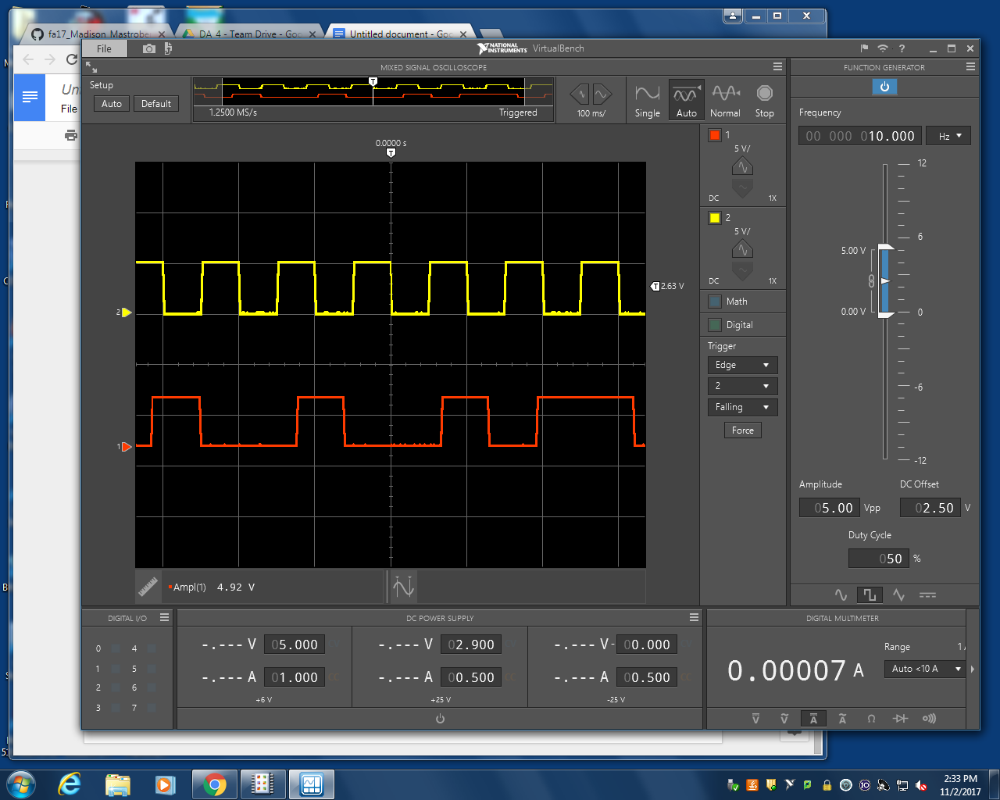 fa17_Madison_Mastrobe
DA_4 - Team Drive - Goo
Untitled document - Goo
File
NATIONAL INSTRUMENTS VirtualBench
MIXED SIGNAL OSCILLOSCOPE
FUNCTION GENERATOR
Unt
File
Setup
Auto
Default
T
1.2500 MS/s
Triggered
100 ms/
Single
Auto
Normal
Stop
Frequency
00 000 010.000
Hz
0.0000 s
T
1
5 V/
DC
1X
2
5 V/
DC
1X
Math
Digital
Trigger
Edge
2
Falling
Force
T 2.63 V
2
1
12
6
0
-6
-12
5.00 V
0.00 V
Amplitude
DC Offset
05.00 Vpp
02.50 V
Duty Cycle
050 %
Ampl(1) 4.92 V
DIGITAL I/O
DC POWER SUPPLY
DIGITAL MULTIMETER
0 4
1 5
2 6
3 7
-.--- V 05.000
-.--- A 01.000
+6 V
-.--- V 02.900
-.--- A 00.500
+25 V
-.--- V -00.000
-.--- A 00.500
-25 V
0.00007 A
Range
Auto <10 A
V
V
A
A
Ω
2:33 PM
11/2/2017